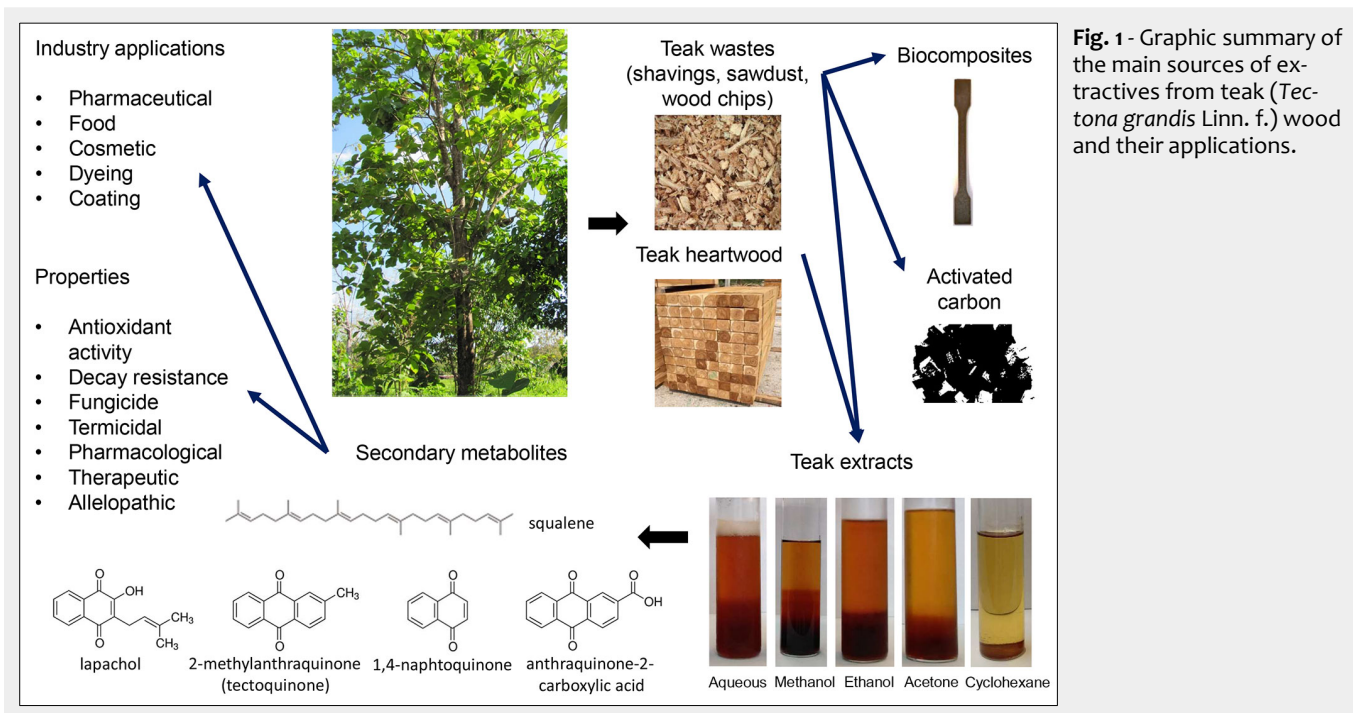 Industry applications
• Pharmaceutical
• Food
• Cosmetic
• Dyeing
• Coating
Properties
• Antioxidant
activity
• Decay resistance
• Fungicide
• Termicidal
• Pharmacological
• Therapeutic
• Allelopathic
Teak wastes
(shavings, sawdust,
wood chips)
Teak heartwood
Biocomposites
Activated
carbon
Teak extracts
Aqueous
Methanol
Ethanol
Acetone
Cyclohexane
Secondary metabolites
squalene
O
OH
CH3
CH3
O
lapachol
O
CH3
O
2-methylanthraquinone
(tectoquinone)
O
O
1,4-naphtoquinone
O
O
OH
O
anthraquinone-2-
carboxylic acid
Fig. 1 - Graphic summary of
the main sources of ex-
tractives from teak (Tec-
tona grandis Linn. f.) wood
and their applications.